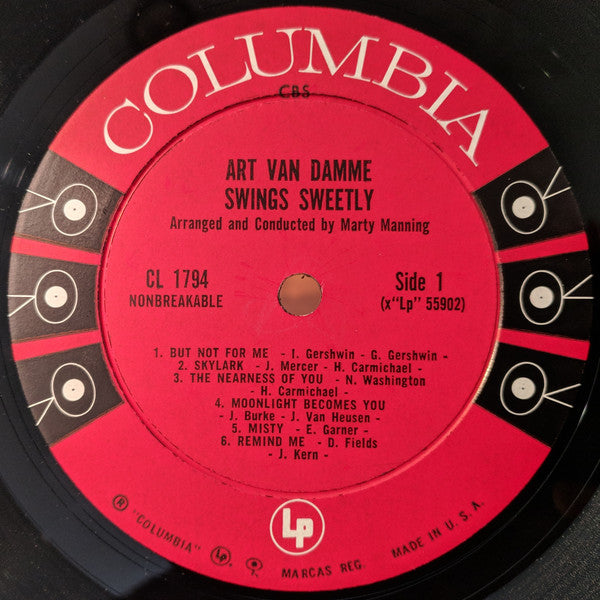 COLUMBIA
CBS
ART VAN DAMME
SWINGS SWEETLY
Arranged and Conducted by Marty Manning
CL 1794
NONBREAKABLE
Side 1
(x"Lp" 55902)
1. BUT NOT FOR ME - I. Gershwin - G. Gershwin -
2. SKYLARK - J. Mercer - H. Carmichael -
3. THE NEARNESS OF YOU - N. Washington
- H. Carmichael -
4. MOONLIGHT BECOMES YOU
- J. Burke - J. Van Heusen -
5. MISTY - E. Garner -
6. REMIND ME - D. Fields
- J. Kern -
Lp
® "COLUMBIA" Lp MARCAS REG. MADE IN U.S.A.